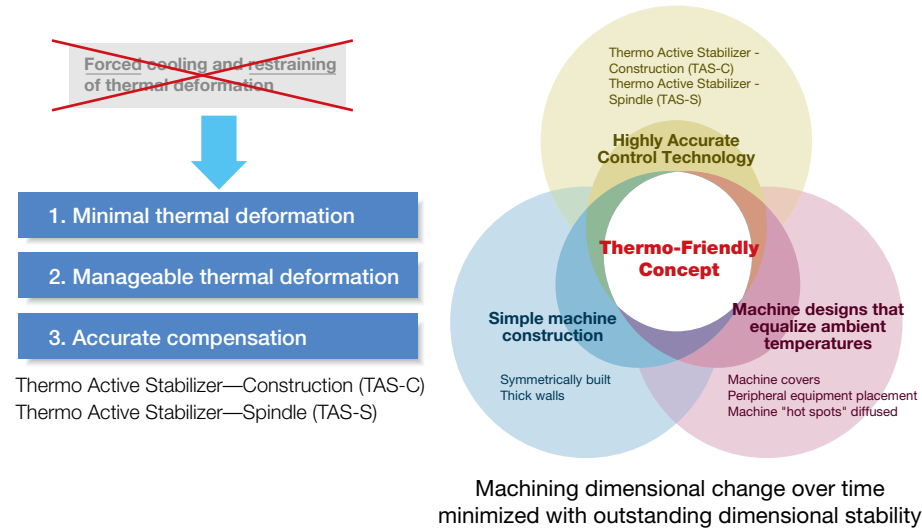 Forced cooling and restraining
of thermal deformation
1. Minimal thermal deformation
2. Manageable thermal deformation
3. Accurate compensation
Thermo Active Stabilizer—Construction (TAS-C)
Thermo Active Stabilizer—Spindle (TAS-S)
Thermo Active Stabilizer -
Construction (TAS-C)
Thermo Active Stabilizer -
Spindle (TAS-S)
Highly Accurate
Control Technology
Thermo-Friendly
Concept
Simple machine
construction
Symmetrically built
Thick walls
Machine designs that
equalize ambient
temperatures
Machine covers
Peripheral equipment placement
Machine "hot spots" diffused
Machining dimensional change over time
minimized with outstanding dimensional stability